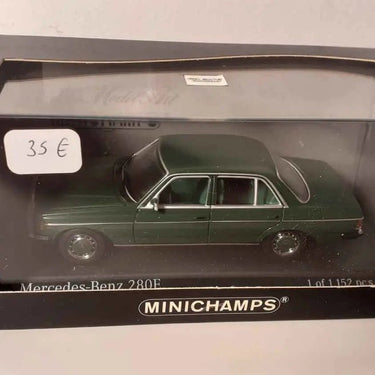 35 €
Mercedes-Benz 280E
1 of 1.152 pcs
MINICHAMPS®